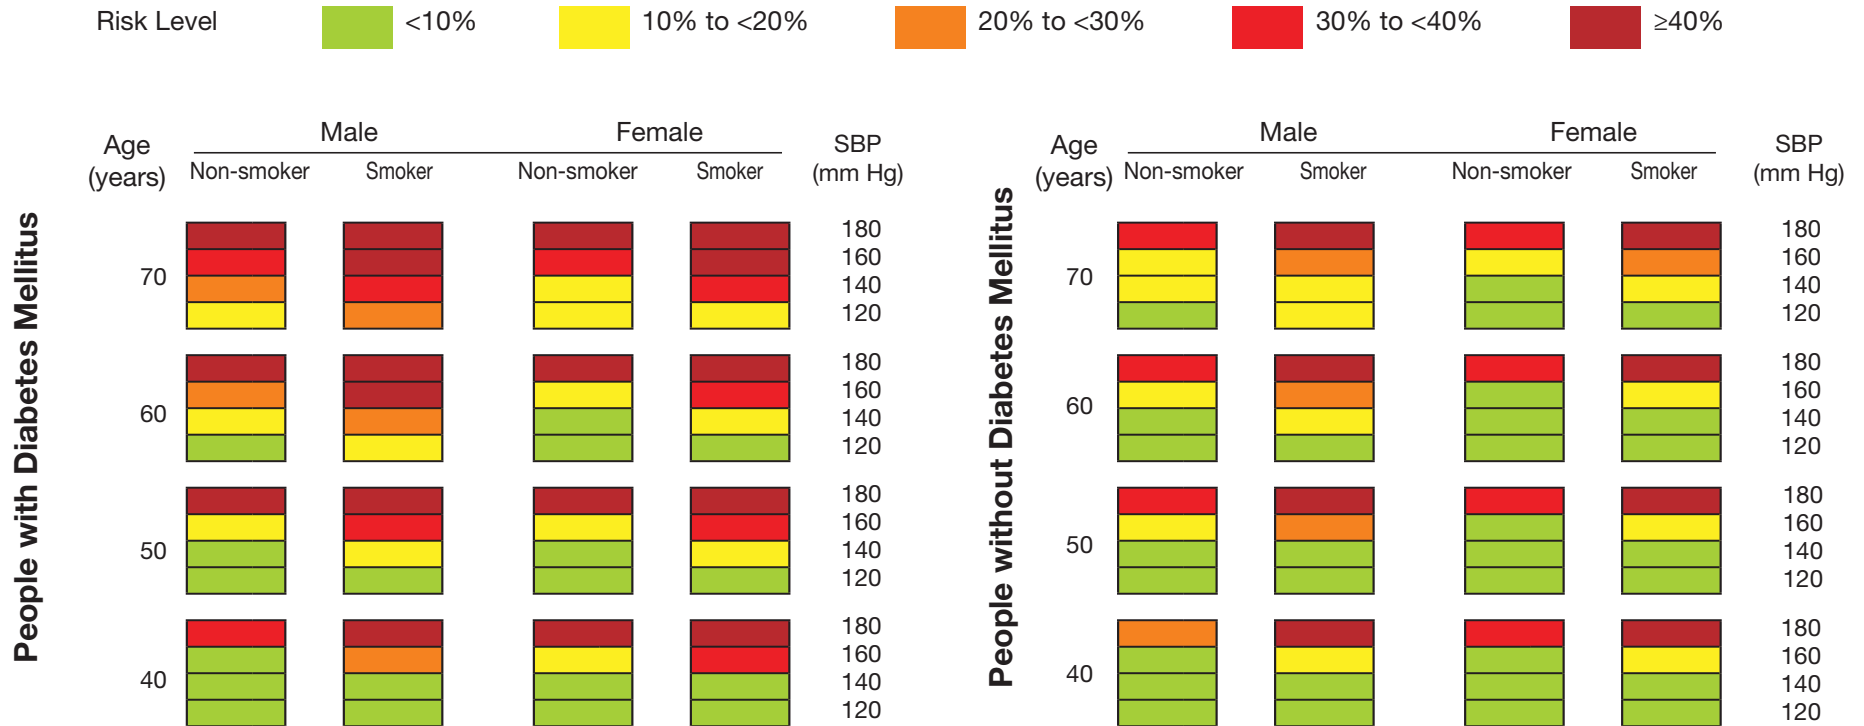 Risk Level <10% 10% to <20% 20% to <30% 30% to <40% ≥40%
People with Diabetes Mellitus
Age
(years)
Male Female
Non-smoker Smoker Non-smoker Smoker
SBP
(mm Hg)
70
180
160
140
120
60
180
160
140
120
50
180
160
140
120
40
180
160
140
120
People without Diabetes Mellitus
Age
(years)
Male Female
Non-smoker Smoker Non-smoker Smoker
SBP
(mm Hg)
70
180
160
140
120
60
180
160
140
120
50
180
160
140
120
40
180
160
140
120